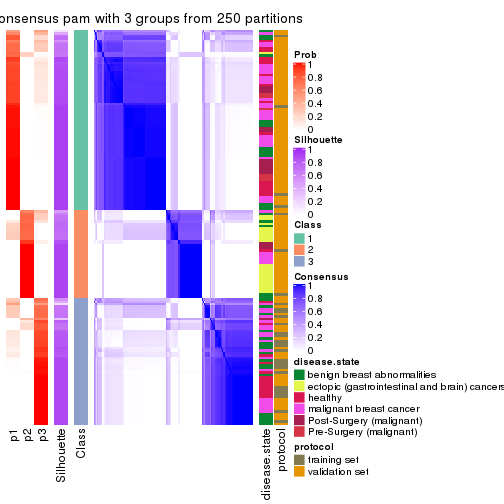 onsensus pam with 3 groups from 250 partitions
Prob
1
0.8
0.6
0.4
0.2
0
Silhouette
1
0.8
0.6
0.4
0.2
0
Class
1
2
3
Consensus
1
0.8
0.6
0.4
0.2
0
disease.state
benign breast abnormalities
ectopic (gastrointestinal and brain) cancers
healthy
malignant breast cancer
Post-Surgery (malignant)
Pre-Surgery (malignant)
protocol
training set
validation set
p1
p2
p3
Silhouette
Class
disease.state
protocol